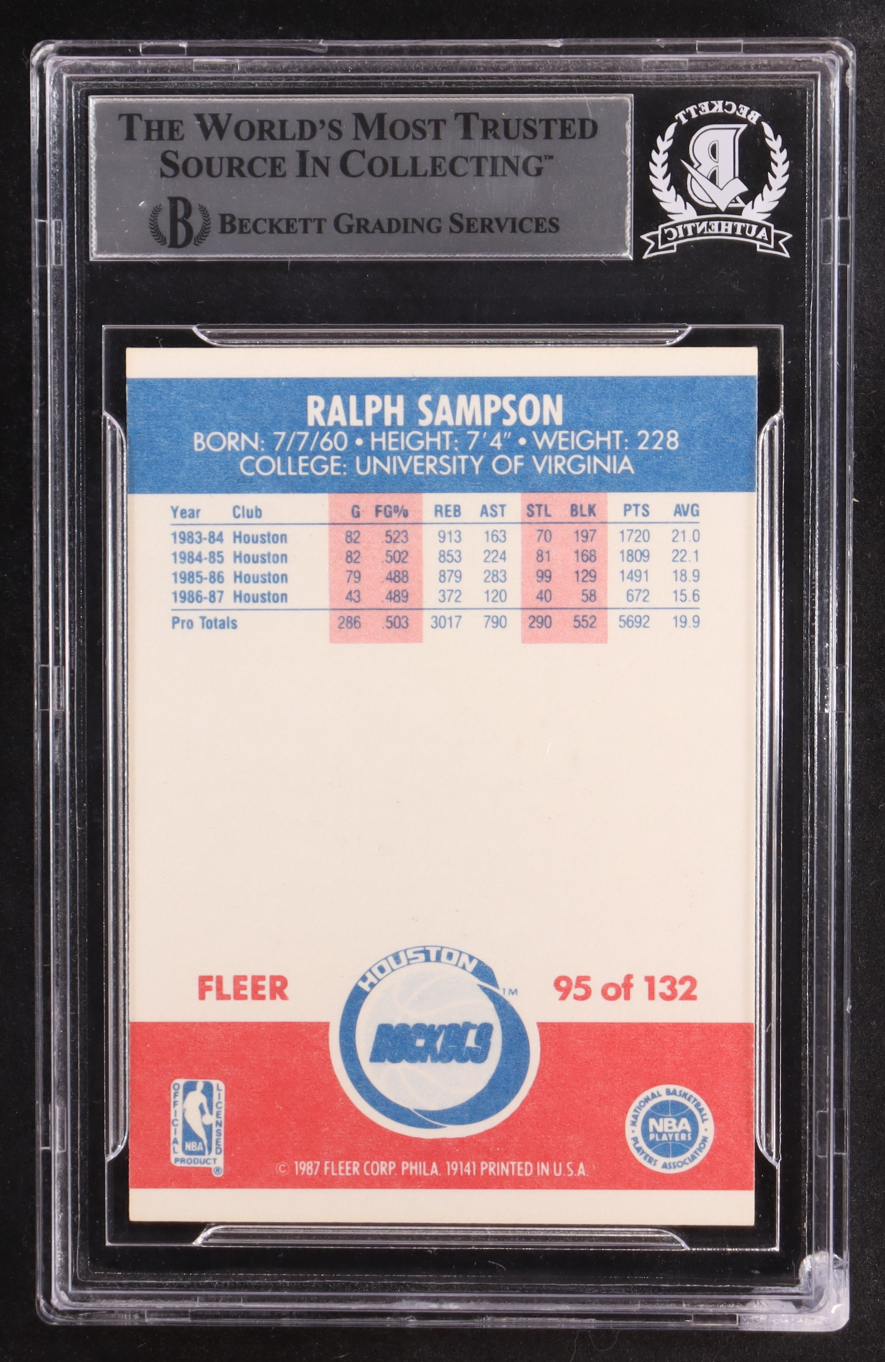 THE WORLD'S MOST TRUSTED
SOURCE IN COLLECTING™
B BECKETT GRADING SERVICES
BECKETT
B
AUTHENTIC
RALPH SAMPSON
BORN: 7/7/60 • HEIGHT: 7'4" • WEIGHT: 228
COLLEGE: UNIVERSITY OF VIRGINIA
Year Club G FG% REB AST STL BLK PTS AVG
1983-84 Houston 82 .523 913 163 70 197 1720 21.0
1984-85 Houston 82 .502 853 224 81 168 1809 22.1
1985-86 Houston 79 .488 879 283 99 129 1491 18.9
1986-87 Houston 43 .489 372 120 40 58 672 15.6
Pro Totals 286 .503 3017 790 290 552 5692 19.9
FLEER
HOUSTON
ROCKETS
TM
95 of 132
OFFICIAL LICENSED
NBA
PRODUCT ®
NATIONAL BASKETBALL
NBA
PLAYERS
PLAYERS ASSOCIATION
© 1987 FLEER CORP. PHILA. 19141 PRINTED IN U.S.A.